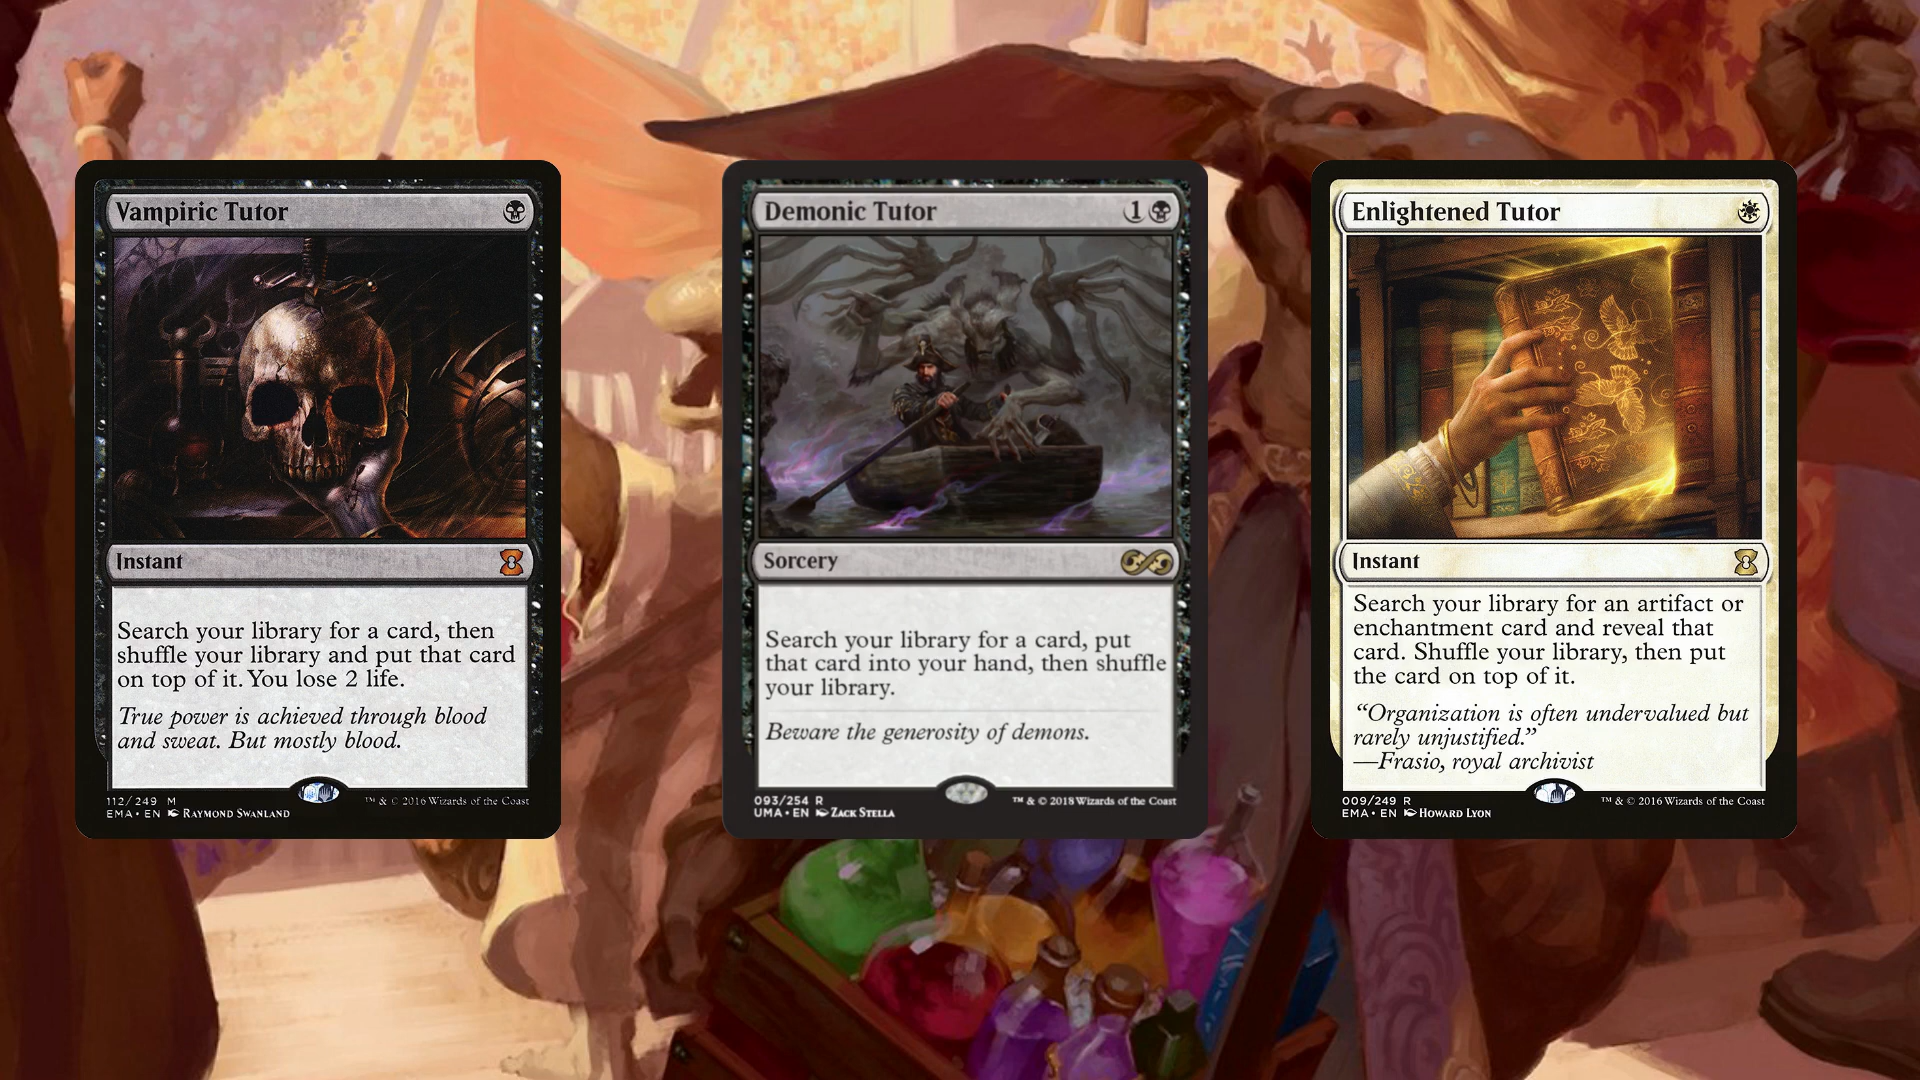 Vampiric Tutor
Instant
Search your library for a card, then
shuffle your library and put that card
on top of it. You lose 2 life.
True power is achieved through blood
and sweat. But mostly blood.
112/249 M
EMA • EN Raymond Swanland
™ & © 2016 Wizards of the Coast
Demonic Tutor 1
Sorcery
Search your library for a card, put
that card into your hand, then shuffle
your library.
Beware the generosity of demons.
093/254 R
UMA • EN Zack Stella
™ & © 2018 Wizards of the Coast
Enlightened Tutor
Instant
Search your library for an artifact or
enchantment card and reveal that
card. Shuffle your library, then put
the card on top of it.
“Organization is often undervalued but
rarely unjustified.”
—Frasio, royal archivist
009/249 R
EMA • EN Howard Lyon
™ & © 2016 Wizards of the Coast